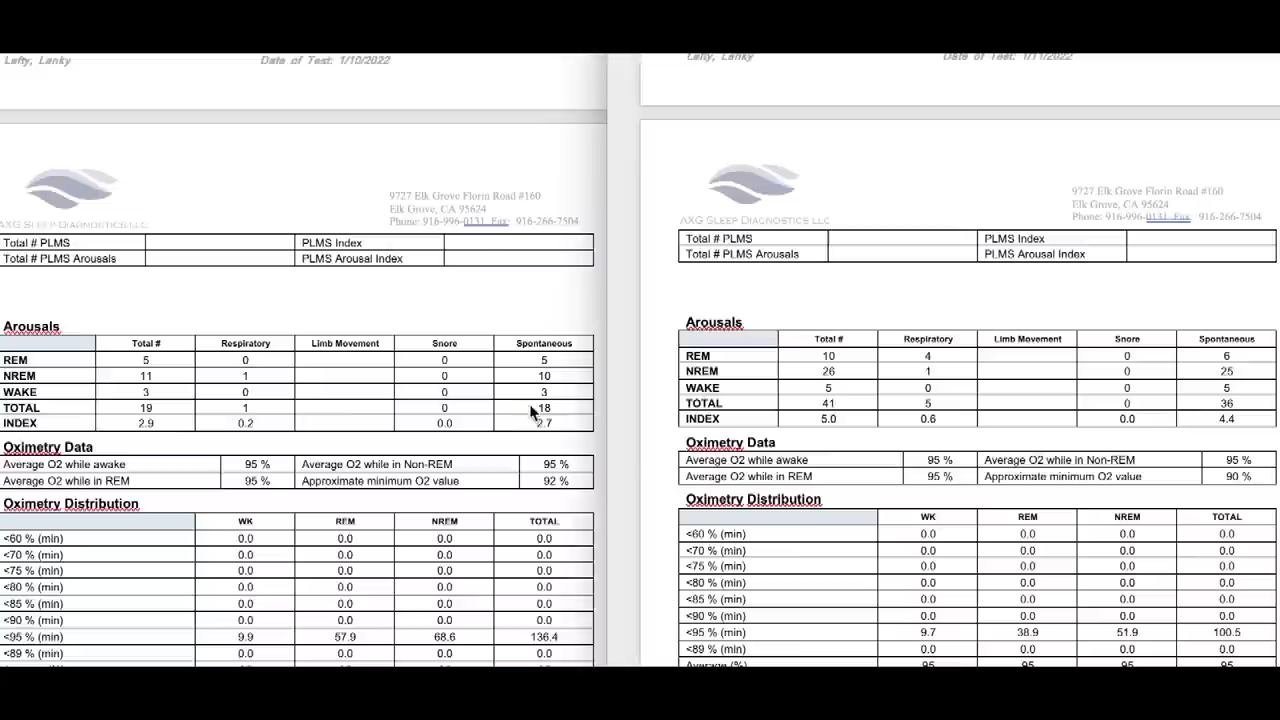 Lefty, Lanky Date of Test: 1/10/2022
AXG SLEEP DIAGNOSTICS LLC
9727 Elk Grove Florin Road #160
Elk Grove, CA 95624
Phone: 916-996-0131 Fax: 916-266-7504
Total # PLMS PLMS Index
Total # PLMS Arousals PLMS Arousal Index
Arousals
Total # Respiratory Limb Movement Snore Spontaneous
REM 5 0 0 5
NREM 11 1 0 10
WAKE 3 0 0 3
TOTAL 19 1 0 18
INDEX 2.9 0.2 0.0 2.7
Oximetry Data
Average O2 while awake 95 % Average O2 while in Non-REM 95 %
Average O2 while in REM 95 % Approximate minimum O2 value 92 %
Oximetry Distribution
WK REM NREM TOTAL
<60 % (min) 0.0 0.0 0.0 0.0
<70 % (min) 0.0 0.0 0.0 0.0
<75 % (min) 0.0 0.0 0.0 0.0
<80 % (min) 0.0 0.0 0.0 0.0
<85 % (min) 0.0 0.0 0.0 0.0
<90 % (min) 0.0 0.0 0.0 0.0
<95 % (min) 9.9 57.9 68.6 136.4
<89 % (min) 0.0 0.0 0.0 0.0
Lefty, Lanky Date of Test: 1/11/2022
AXG SLEEP DIAGNOSTICS LLC
9727 Elk Grove Florin Road #160
Elk Grove, CA 95624
Phone: 916-996-0131 Fax: 916-266-7504
Total # PLMS PLMS Index
Total # PLMS Arousals PLMS Arousal Index
Arousals
Total # Respiratory Limb Movement Snore Spontaneous
REM 10 4 0 6
NREM 26 1 0 25
WAKE 5 0 0 5
TOTAL 41 5 0 36
INDEX 5.0 0.6 0.0 4.4
Oximetry Data
Average O2 while awake 95 % Average O2 while in Non-REM 95 %
Average O2 while in REM 95 % Approximate minimum O2 value 90 %
Oximetry Distribution
WK REM NREM TOTAL
<60 % (min) 0.0 0.0 0.0 0.0
<70 % (min) 0.0 0.0 0.0 0.0
<75 % (min) 0.0 0.0 0.0 0.0
<80 % (min) 0.0 0.0 0.0 0.0
<85 % (min) 0.0 0.0 0.0 0.0
<90 % (min) 0.0 0.0 0.0 0.0
<95 % (min) 9.7 38.9 51.9 100.5
<89 % (min) 0.0 0.0 0.0 0.0
Average (%) 95 95 95 95